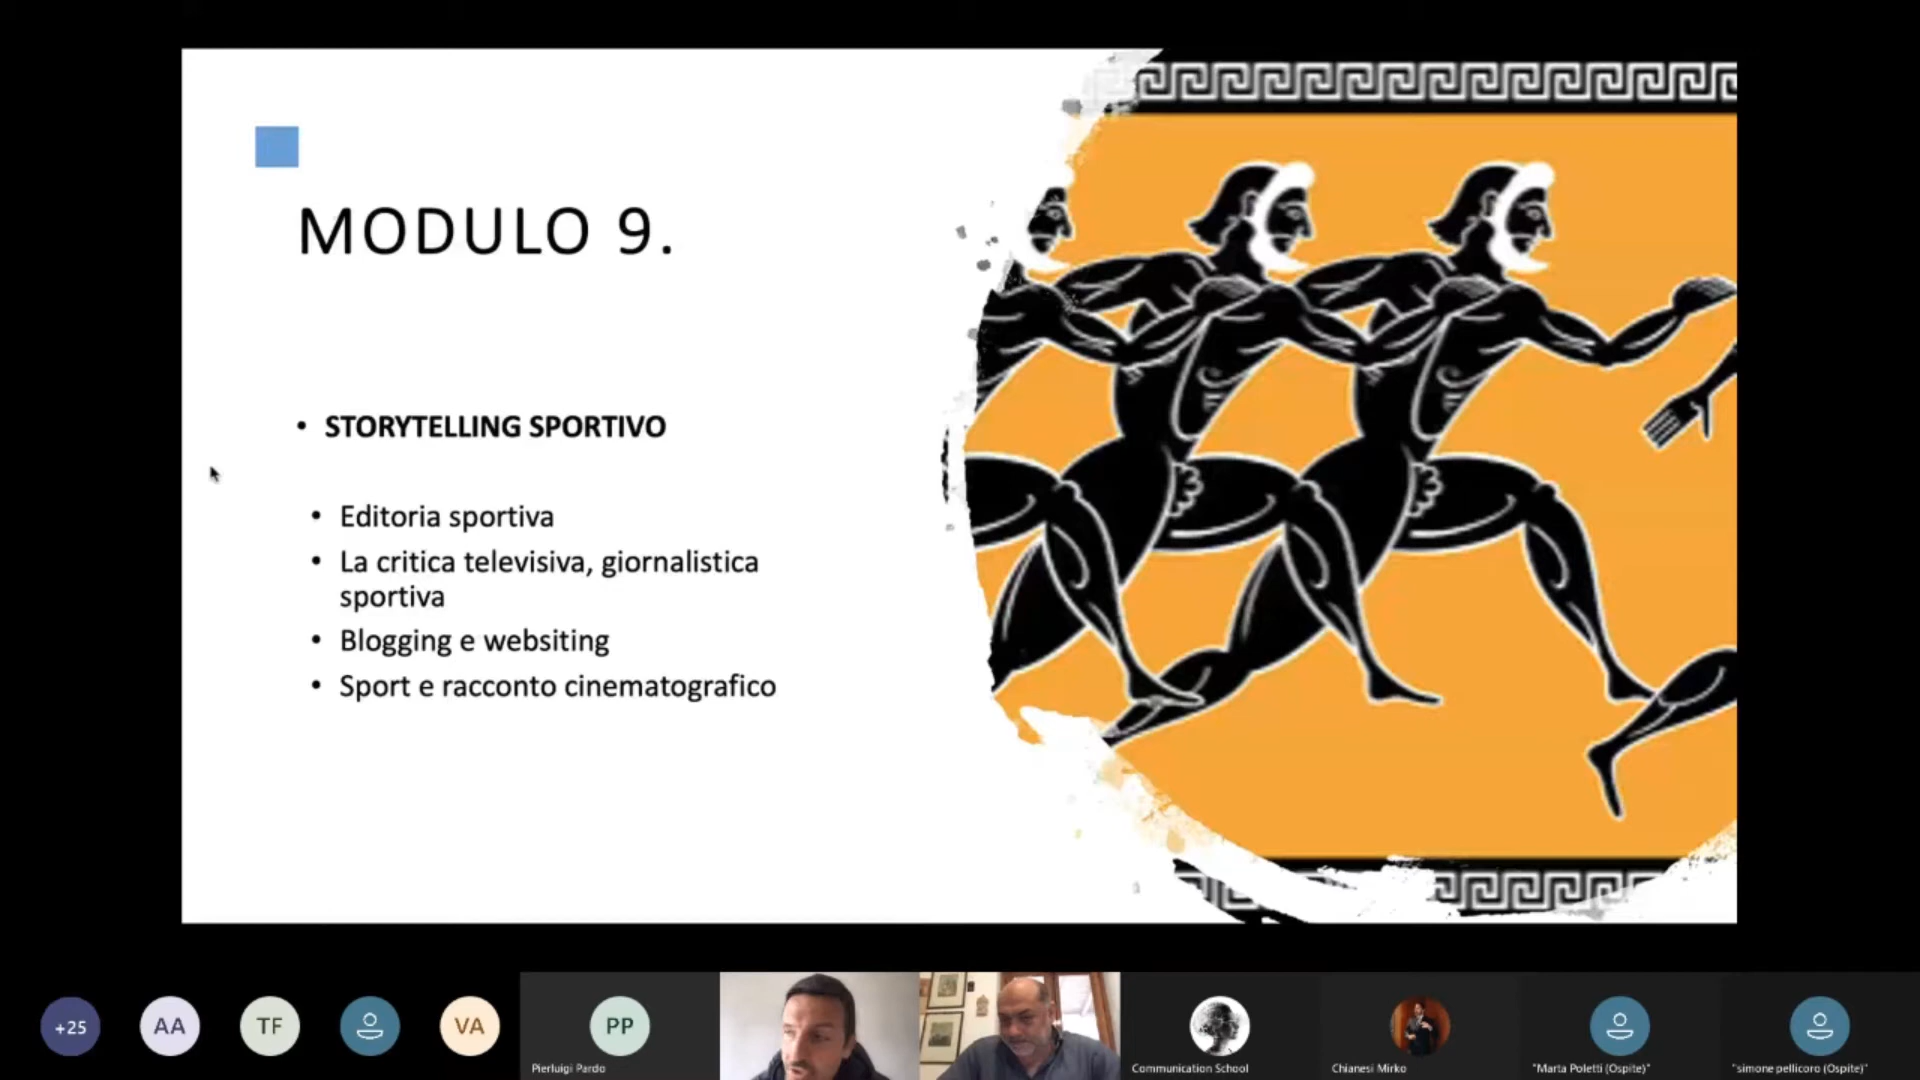 MODULO 9.
• STORYTELLING SPORTIVO
• Editoria sportiva
• La critica televisiva, giornalistica
sportiva
• Blogging e websiting
• Sport e racconto cinematografico
+25
AA
TF
VA
PP
Pierluigi Pardo
Communication School
Chianesi Mirko
"Marta Poletti (Ospite)"
"simone pellicoro (Ospite)"